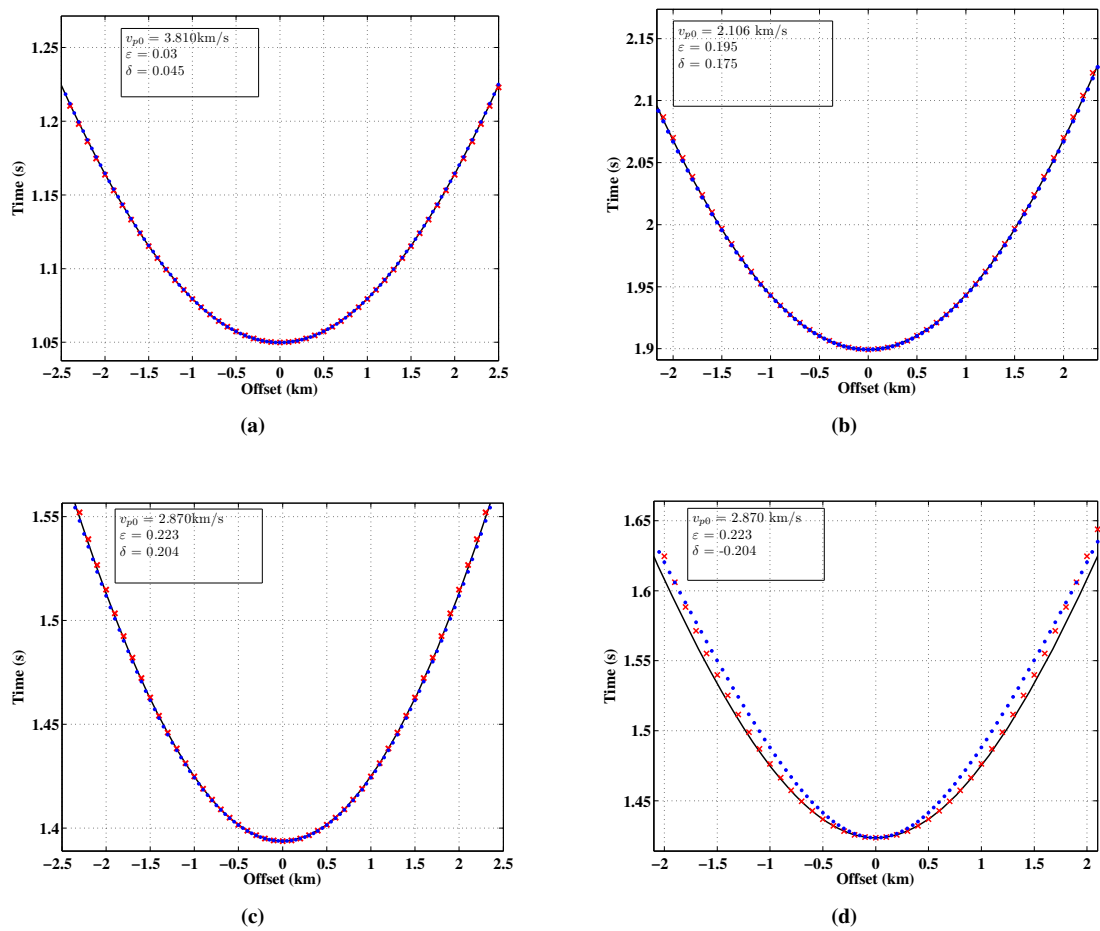 1.25
1.2
1.15
1.1
1.05
Time (s)
v_{p0} = 3.810km/s
ε = 0.03
δ = 0.045
−2.5 −2 −1.5 −1 −0.5 0 0.5 1 1.5 2 2.5
Offset (km)
(a)
2.15
2.1
2.05
2
1.95
1.9
Time (s)
v_{p0} = 2.106 km/s
ε = 0.195
δ = 0.175
−2 −1.5 −1 −0.5 0 0.5 1 1.5 2
Offset (km)
(b)
1.55
1.5
1.45
1.4
Time (s)
v_{p0} = 2.870km/s
ε = 0.223
δ = 0.204
−2.5 −2 −1.5 −1 −0.5 0 0.5 1 1.5 2 2.5
Offset (km)
(c)
1.65
1.6
1.55
1.5
1.45
Time (s)
v_{p0} = 2.870 km/s
ε = 0.223
δ = -0.204
−2 −1.5 −1 −0.5 0 0.5 1 1.5 2
Offset (km)
(d)